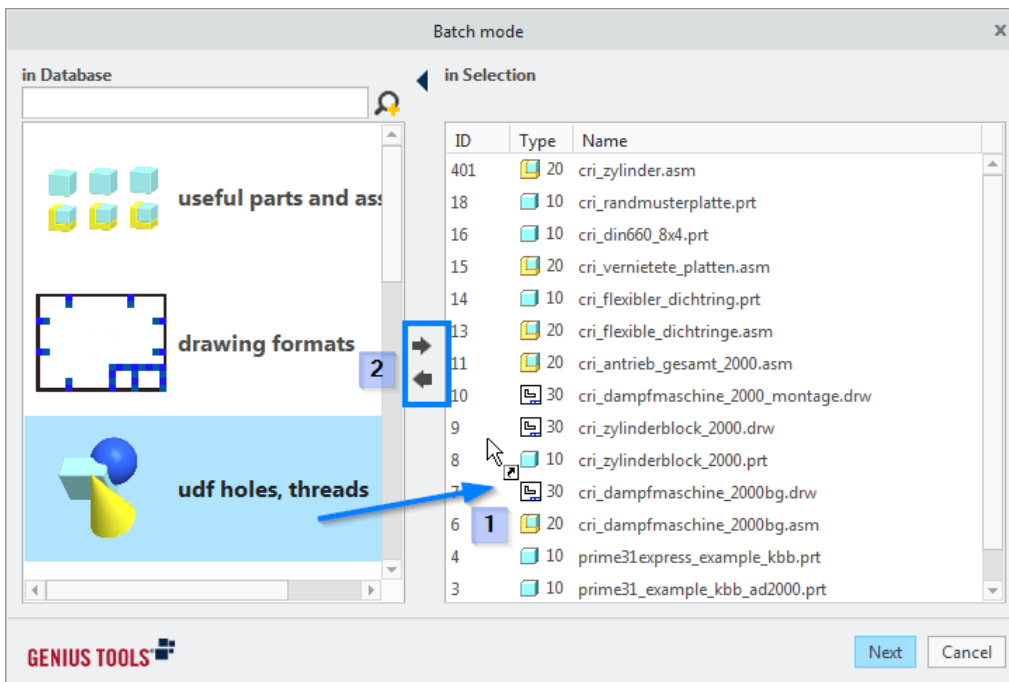 Batch mode
in Database
in Selection
useful parts and ass
drawing formats
udf holes, threads
2
1
ID Type Name
401 20 cri_zylinder.asm
18 10 cri_randmusterplatte.prt
16 10 cri_din660_8x4.prt
15 20 cri_vernietete_platten.asm
14 10 cri_flexibler_dichtring.prt
13 20 cri_flexible_dichtringe.asm
11 20 cri_antrieb_gesamt_2000.asm
10 30 cri_dampfmaschine_2000_montage.drw
9 30 cri_zylinderblock_2000.drw
8 10 cri_zylinderblock_2000.prt
7 30 cri_dampfmaschine_2000bg.drw
6 20 cri_dampfmaschine_2000bg.asm
4 10 prime31express_example_kbb.prt
3 10 prime31_example_kbb_ad2000.prt
GENIUS TOOLS
Next
Cancel